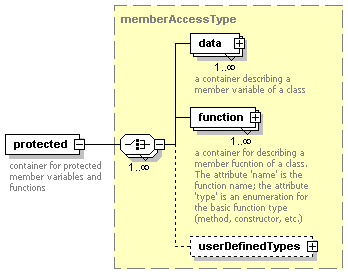 memberAccessType
data
1..∞
a container describing a
member variable of a class
function
1..∞
a container for describing a
member fucntion of a class.
The attribute 'name' is the
function name; the attribute
'type' is an enumeration for
the basic function type
(method, constructor, etc.)
protected
container for protected
member variables and
functions
1..∞
userDefinedTypes